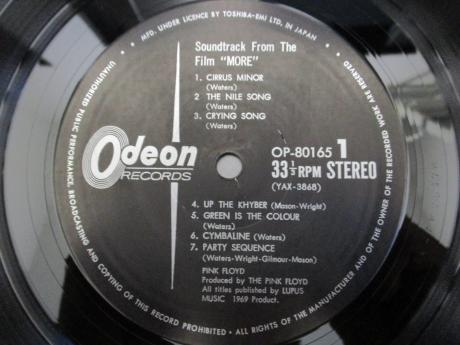 MFD. UNDER LICENCE BY TOSHIBA-EMI LTD. IN JAPAN
UNAUTHORIZED PUBLIC PERFORMANCE, BROADCASTING AND COPYING OF THIS RECORD PROHIBITED • ALL RIGHTS OF THE MANUFACTURER AND OF THE OWNER OF THE RECORDED WORK ARE RESERVED
Soundtrack From The
Film "MORE"
1. CIRRUS MINOR
(Waters)
2 THE NILE SONG
(Waters)
3. CRYING SONG
(Waters)
Odeon
RECORDS
OP-80165 1
33 1/3 RPM STEREO
(YAX-3868)
4. UP THE KHYBER (Mason-Wright)
5. GREEN IS THE COLOUR
(Waters)
6. CYMBALINE (Waters)
7. PARTY SEQUENCE
(Waters-Wright-Gilmour-Mason)
PINK FLOYD
Produced by THE PINK FLOYD
All titles published by LUPUS
MUSIC 1969 Product.